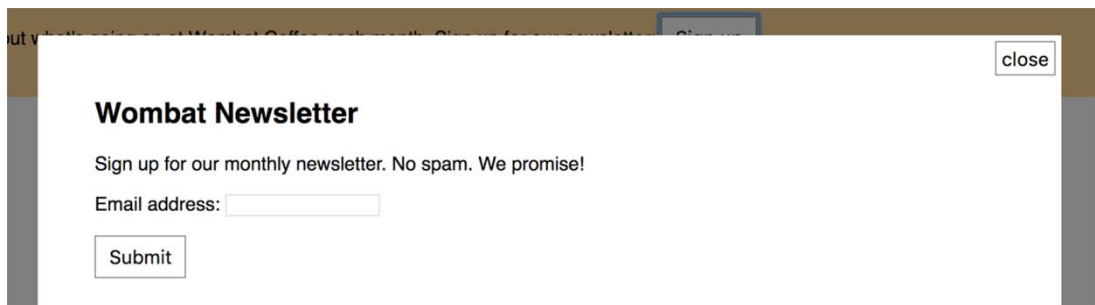 close
Wombat Newsletter
Sign up for our monthly newsletter. No spam. We promise!
Email address:
Submit